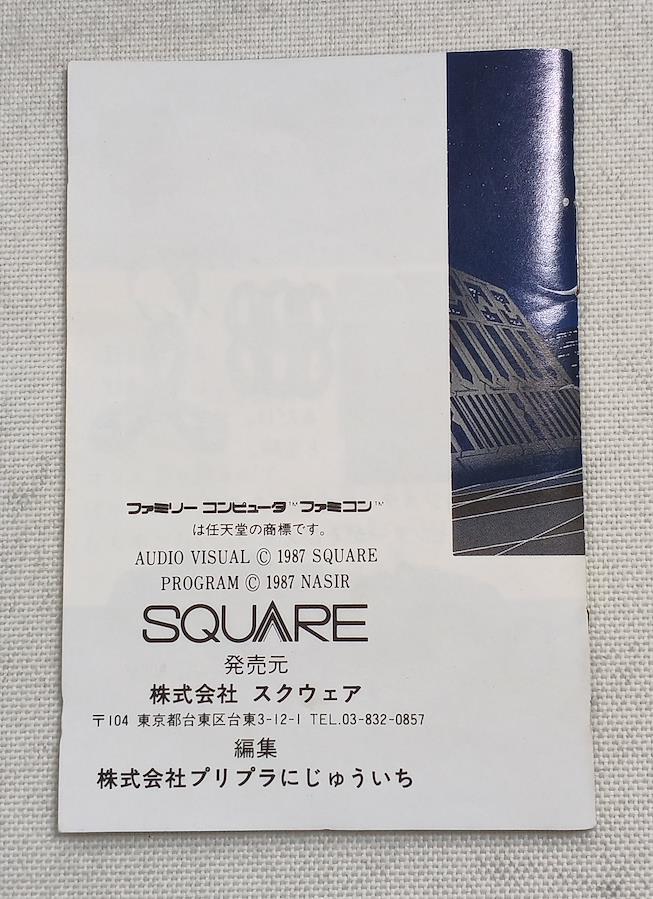 ファミリー コンピュータ™ ファミコン™
は任天堂の商標です。
AUDIO VISUAL © 1987 SQUARE
PROGRAM © 1987 NASIR
SQUARE
発売元
株式会社 スクウェア
〒104 東京都台東区台東3-12-1 TEL.03-832-0857
編集
株式会社プリプラにじゅういち